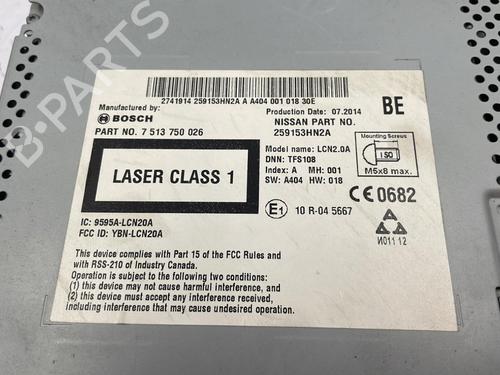 2741914 259153HN2A A A404 001 018 30E
Manufactured by:
BOSCH
PART NO. 7 513 750 026
Production Date: 07.2014
NISSAN PART NO.
259153HN2A
BE
LASER CLASS 1
Model name: LCN2.0A
DNN: TFS108
Index: A MH: 001
SW: A404 HW: 018
Mounting Screws
ISO
M5x8 max.
E1 10 R-04 5667
CE0682
И011 12
IC: 9595A-LCN20A
FCC ID: YBN-LCN20A
This device complies with Part 15 of the FCC Rules and
with RSS-210 of Industry Canada.
Operation is subject to the following two conditions:
(1) this device may not cause harmful interference, and
(2) this device must accept any interference received,
including interference that may cause undesired operation.
B-Parts